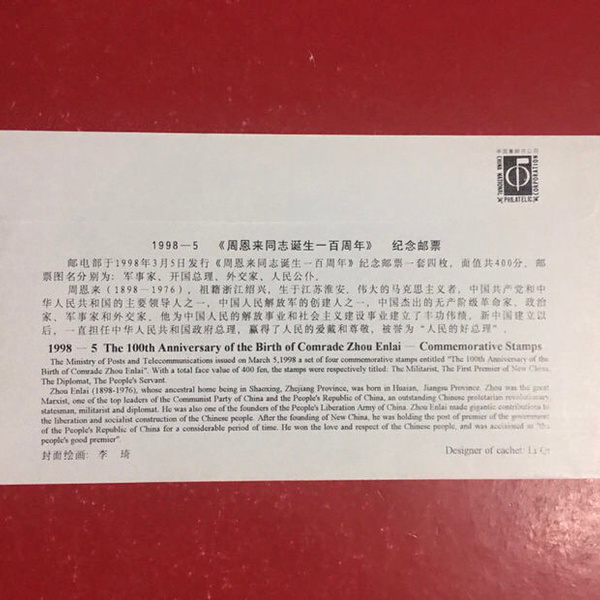 中国集邮总公司
CHINA NATIONAL
PHILATELIC
CORPORATION
1998－5 《周恩来同志诞生一百周年》 纪念邮票
邮电部于1998年3月5日发行《周恩来同志诞生一百周年》纪念邮票一套四枚，面值共400分，邮
票图名分别为：军事家、开国总理、外交家、人民公仆。
周恩来（1898－1976），祖籍浙江绍兴，生于江苏淮安，伟大的马克思主义者，中国共产党和中
华人民共和国的主要领导人之一，中国人民解放军的创建人之一，中国杰出的无产阶级革命家、政治
家、军事家和外交家。他为中国人民的解放事业和社会主义建设事业建立了丰功伟绩。新中国建立以
后，一直担任中华人民共和国政府总理，赢得了人民的爱戴和尊敬，被誉为“人民的好总理”。
1998 — 5 The 100th Anniversary of the Birth of Comrade Zhou Enlai — Commemorative Stamps
The Ministry of Posts and Telecommunications issued on March 5,1998 a set of four commemorative stamps entitled "The 100th Anniversary of the
Birth of Comrade Zhou Enlai". With a total face value of 400 fen, the stamps were respectively titled: The Militarist, The First Premier of New China,
The Diplomat, The People's Servant.
Zhou Enlai (1898-1976), whose ancestral home being in Shaoxing, Zhejiang Province, was born in Huaian, Jiangsu Province. Zhou was the great
Marxist, one of the top leaders of the Communist Party of China and the People's Republic of China, an outstanding Chinese proletarian revolutionary
statesman, militarist and diplomat. He was also one of the founders of the People's Liberation Army of China. Zhou Enlai made gigantic contributions to
the liberation and socialist construction of the Chinese people. After the founding of New China, he was holding the post of premier of the government
of the People's Republic of China for a considerable period of time. He won the love and respect of the Chinese people, and was acclaimed as "the
people's good premier".
封面绘画：李 琦
Designer of cachet: Li Qi